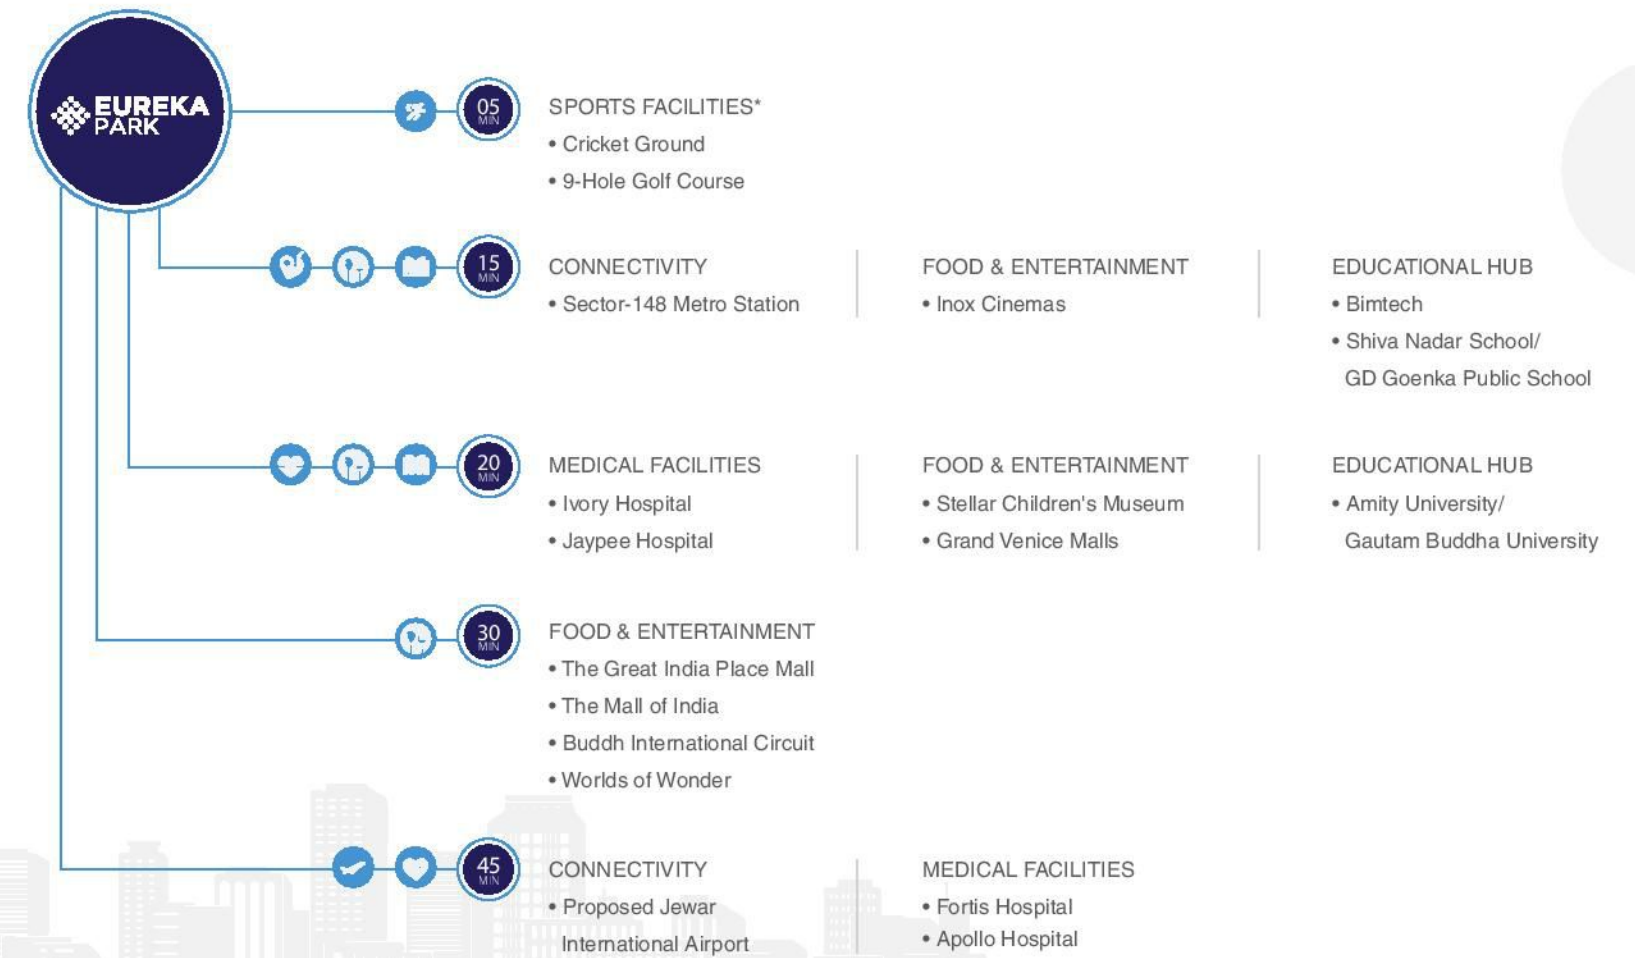 EUREKA
PARK
05
MIN
SPORTS FACILITIES*
• Cricket Ground
• 9-Hole Golf Course
15
MIN
CONNECTIVITY
• Sector-148 Metro Station
FOOD & ENTERTAINMENT
• Inox Cinemas
EDUCATIONAL HUB
• Bimtech
• Shiva Nadar School/
GD Goenka Public School
20
MIN
MEDICAL FACILITIES
• Ivory Hospital
• Jaypee Hospital
FOOD & ENTERTAINMENT
• Stellar Children's Museum
• Grand Venice Malls
EDUCATIONAL HUB
• Amity University/
Gautam Buddha University
30
MIN
FOOD & ENTERTAINMENT
• The Great India Place Mall
• The Mall of India
• Buddh International Circuit
• Worlds of Wonder
45
MIN
CONNECTIVITY
• Proposed Jewar
International Airport
MEDICAL FACILITIES
• Fortis Hospital
• Apollo Hospital